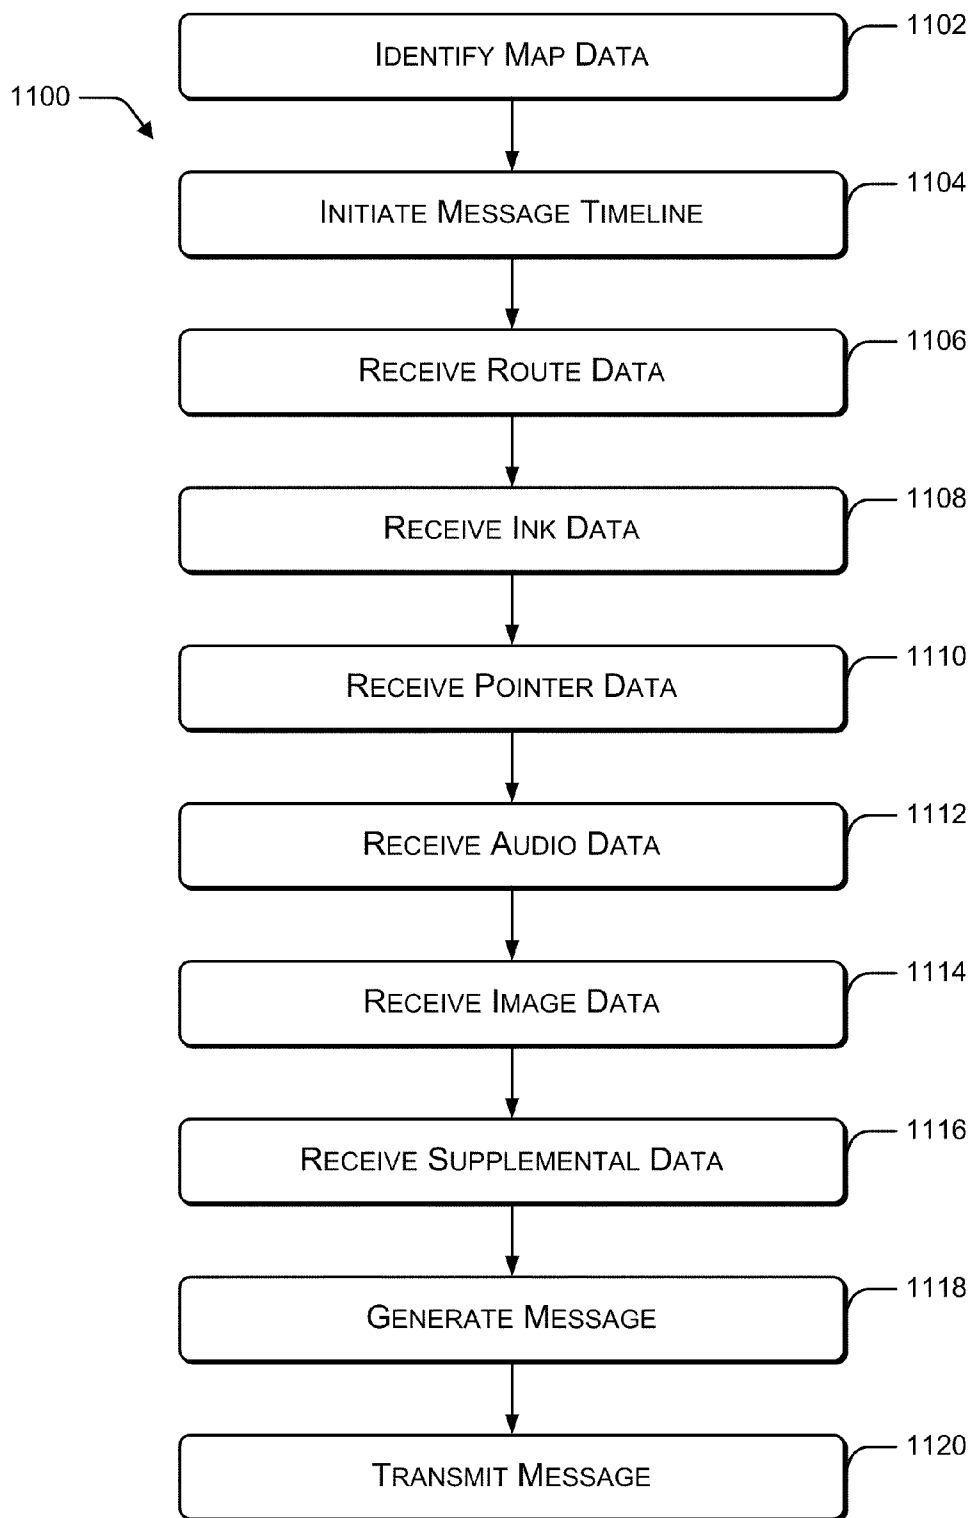 IDENTIFY MAP DATA 1102
1100
INITIATE MESSAGE TIMELINE 1104
RECEIVE ROUTE DATA 1106
RECEIVE INK DATA 1108
RECEIVE POINTER DATA 1110
RECEIVE AUDIO DATA 1112
RECEIVE IMAGE DATA 1114
RECEIVE SUPPLEMENTAL DATA 1116
GENERATE MESSAGE 1118
TRANSMIT MESSAGE 1120